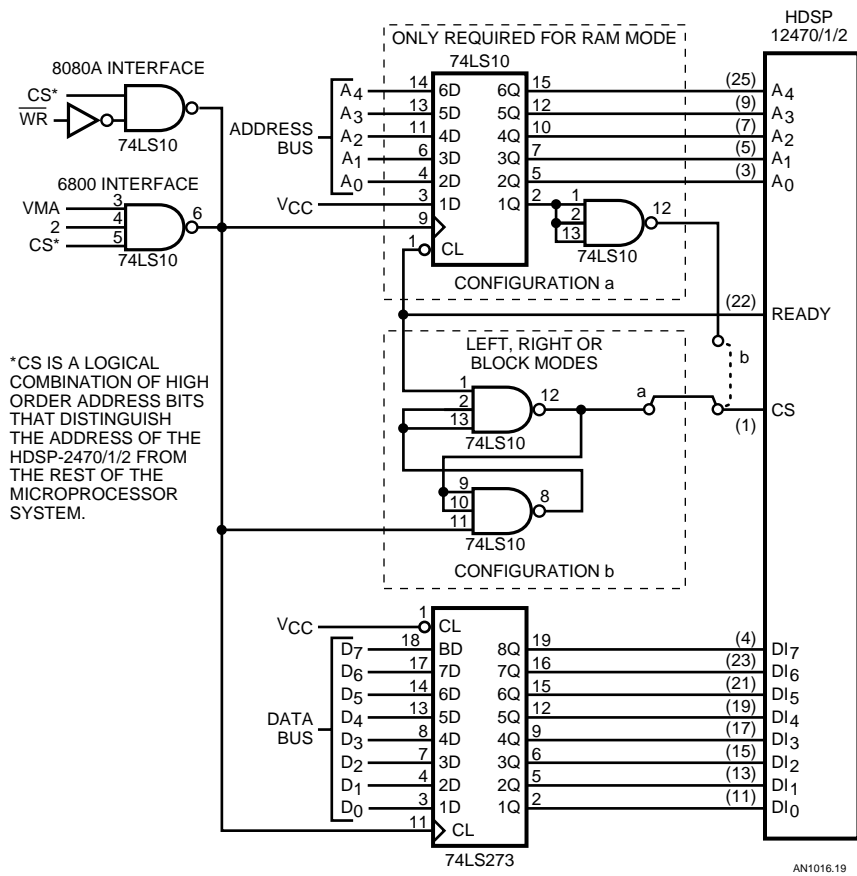 HDSP
12470/1/2
ONLY REQUIRED FOR RAM MODE
74LS10
8080A INTERFACE
CS*
WR
74LS10
6800 INTERFACE
VMA 3
2 4
CS* 5
6
74LS10
ADDRESS
BUS
A4 14 6D 6Q 15 (25) A4
A3 13 5D 5Q 12 (9) A3
A2 11 4D 4Q 10 (7) A2
A1 6 3D 3Q 7 (5) A1
A0 4 2D 2Q 5 (3) A0
VCC 3 1D 1Q 2
9
1 CL
1
2
13
12
74LS10
CONFIGURATION a
(22) READY
LEFT, RIGHT OR
BLOCK MODES
1
2
13
12
74LS10
a
b
CS
(1)
9
10
11
8
74LS10
CONFIGURATION b
*CS IS A LOGICAL
COMBINATION OF HIGH
ORDER ADDRESS BITS
THAT DISTINGUISH
THE ADDRESS OF THE
HDSP-2470/1/2 FROM
THE REST OF THE
MICROPROCESSOR
SYSTEM.
VCC 1 CL
DATA
BUS
D7 18 BD 8Q 19 (4) DI7
D6 17 7D 7Q 16 (23) DI6
D5 14 6D 6Q 15 (21) DI5
D4 13 5D 5Q 12 (19) DI4
D3 8 4D 4Q 9 (17) DI3
D2 7 3D 3Q 6 (15) DI2
D1 4 2D 2Q 5 (13) DI1
D0 3 1D 1Q 2 (11) DI0
11 CL
74LS273
AN1016.19